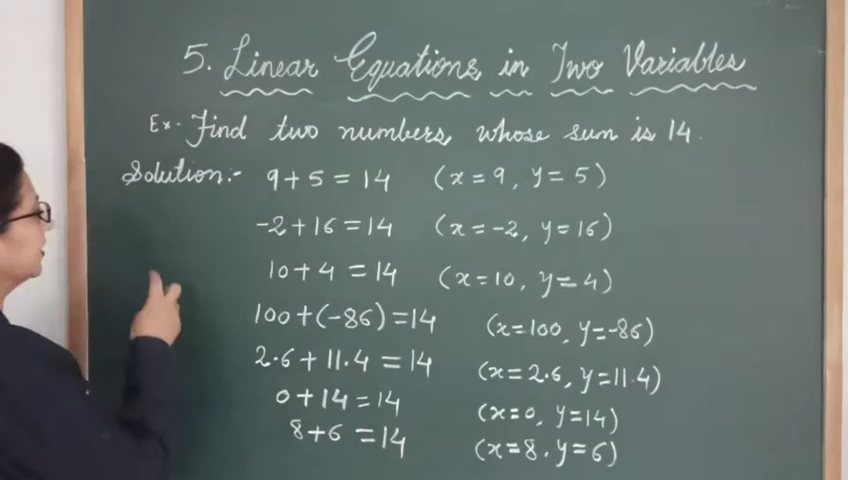 5. Linear Equations in Two Variables
Ex- Find two numbers, whose sum is 14.
Solution:- 9+5=14 (x=9, y=5)
-2+16=14 (x=-2, y=16)
10+4=14 (x=10, y=4)
100+(-86)=14 (x=100, y=-86)
2.6+11.4=14 (x=2.6, y=11.4)
0+14=14 (x=0, y=14)
8+6=14 (x=8, y=6)